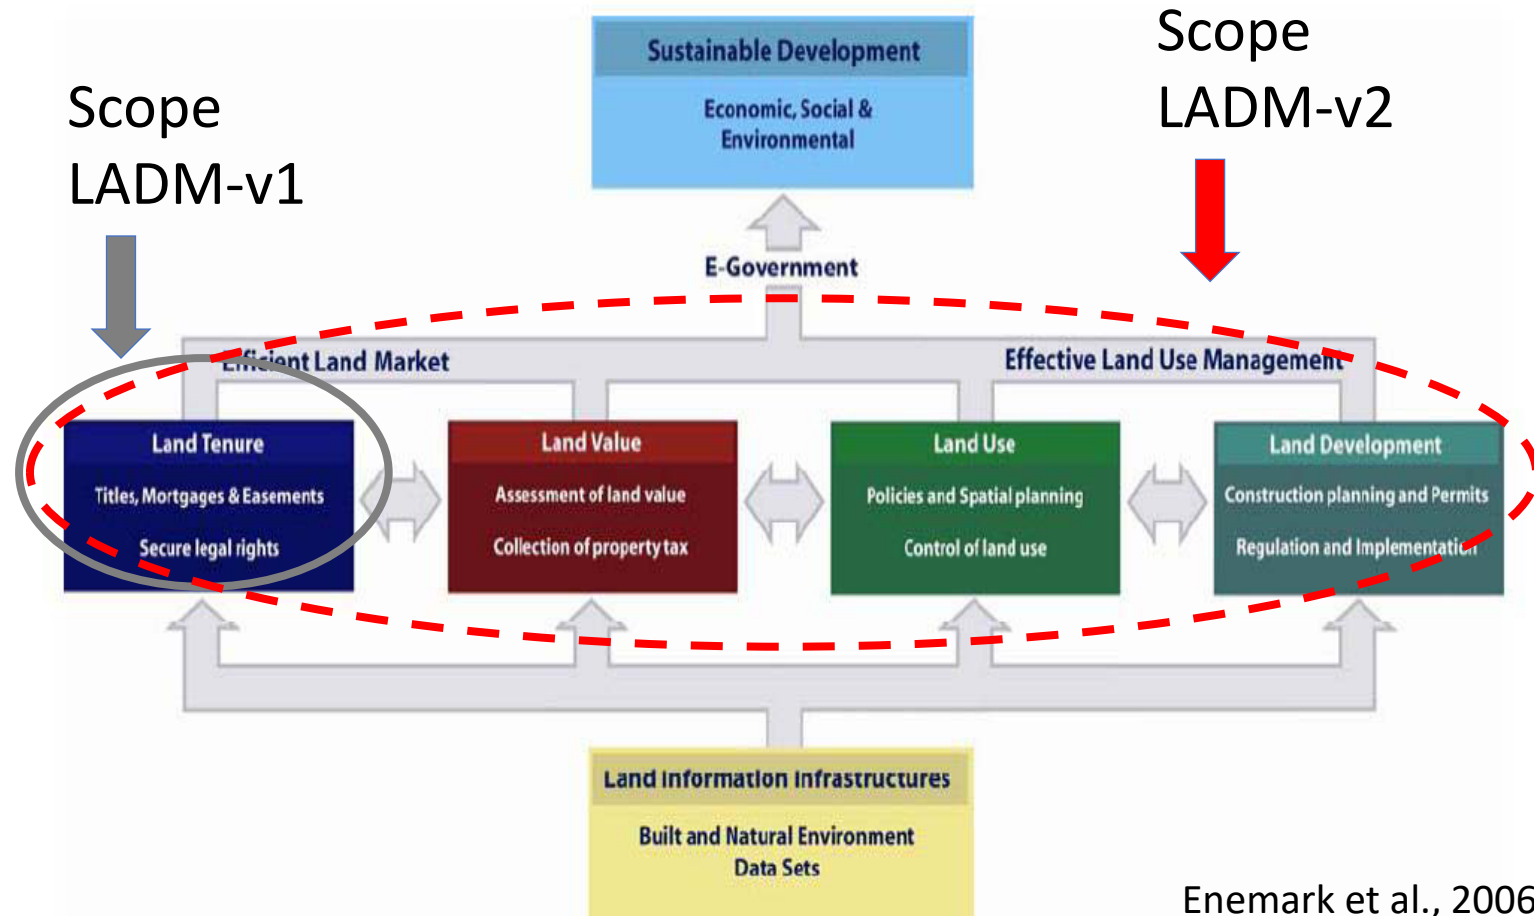 Scope
LADM-v1
Scope
LADM-v2
Sustainable Development
Economic, Social &
Environmental
E-Government
Efficient Land Market
Effective Land Use Management
Land Tenure
Titles, Mortgages & Easements
Secure legal rights
Land Value
Assessment of land value
Collection of property tax
Land Use
Policies and Spatial planning
Control of land use
Land Development
Construction planning and Permits
Regulation and Implementation
Land Information Infrastructures
Built and Natural Environment
Data Sets
Enemark et al., 2006